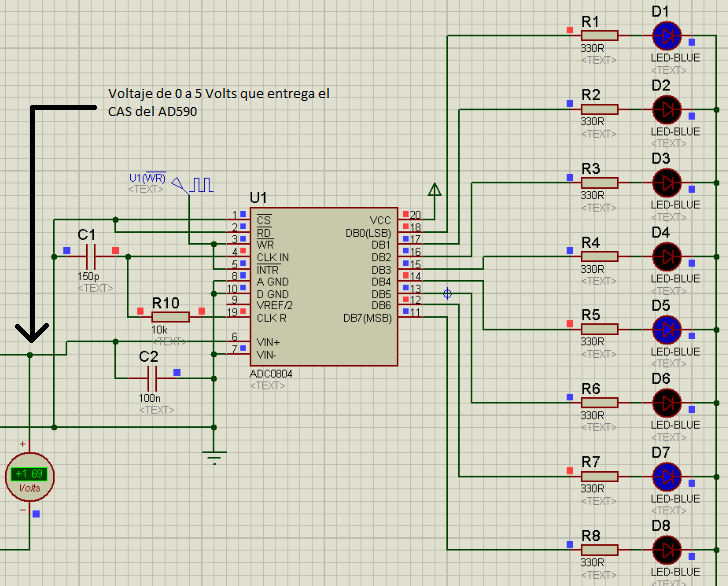 Voltaje de 0 a 5 Volts que entrega el
CAS del AD590
U1(WR)
<TEXT>
U1
1
CS
VCC
20
2
RD
DB0(LSB)
18
3
WR
DB1
17
4
CLK IN
DB2
16
5
INTR
DB3
15
8
A GND
DB4
14
10
D GND
DB5
13
9
VREF/2
DB6
12
19
CLK R
DB7(MSB)
11
6
VIN+
7
VIN-
ADC0804
<TEXT>
C1
150p
<TEXT>
R10
10k
<TEXT>
C2
100n
<TEXT>
+
+1.69
Volts
-
R1
330R
<TEXT>
D1
LED-BLUE
<TEXT>
R2
330R
<TEXT>
D2
LED-BLUE
<TEXT>
R3
330R
<TEXT>
D3
LED-BLUE
<TEXT>
R4
330R
<TEXT>
D4
LED-BLUE
<TEXT>
R5
330R
<TEXT>
D5
LED-BLUE
<TEXT>
R6
330R
<TEXT>
D6
LED-BLUE
<TEXT>
R7
330R
<TEXT>
D7
LED-BLUE
<TEXT>
R8
330R
<TEXT>
D8
LED-BLUE
<TEXT>